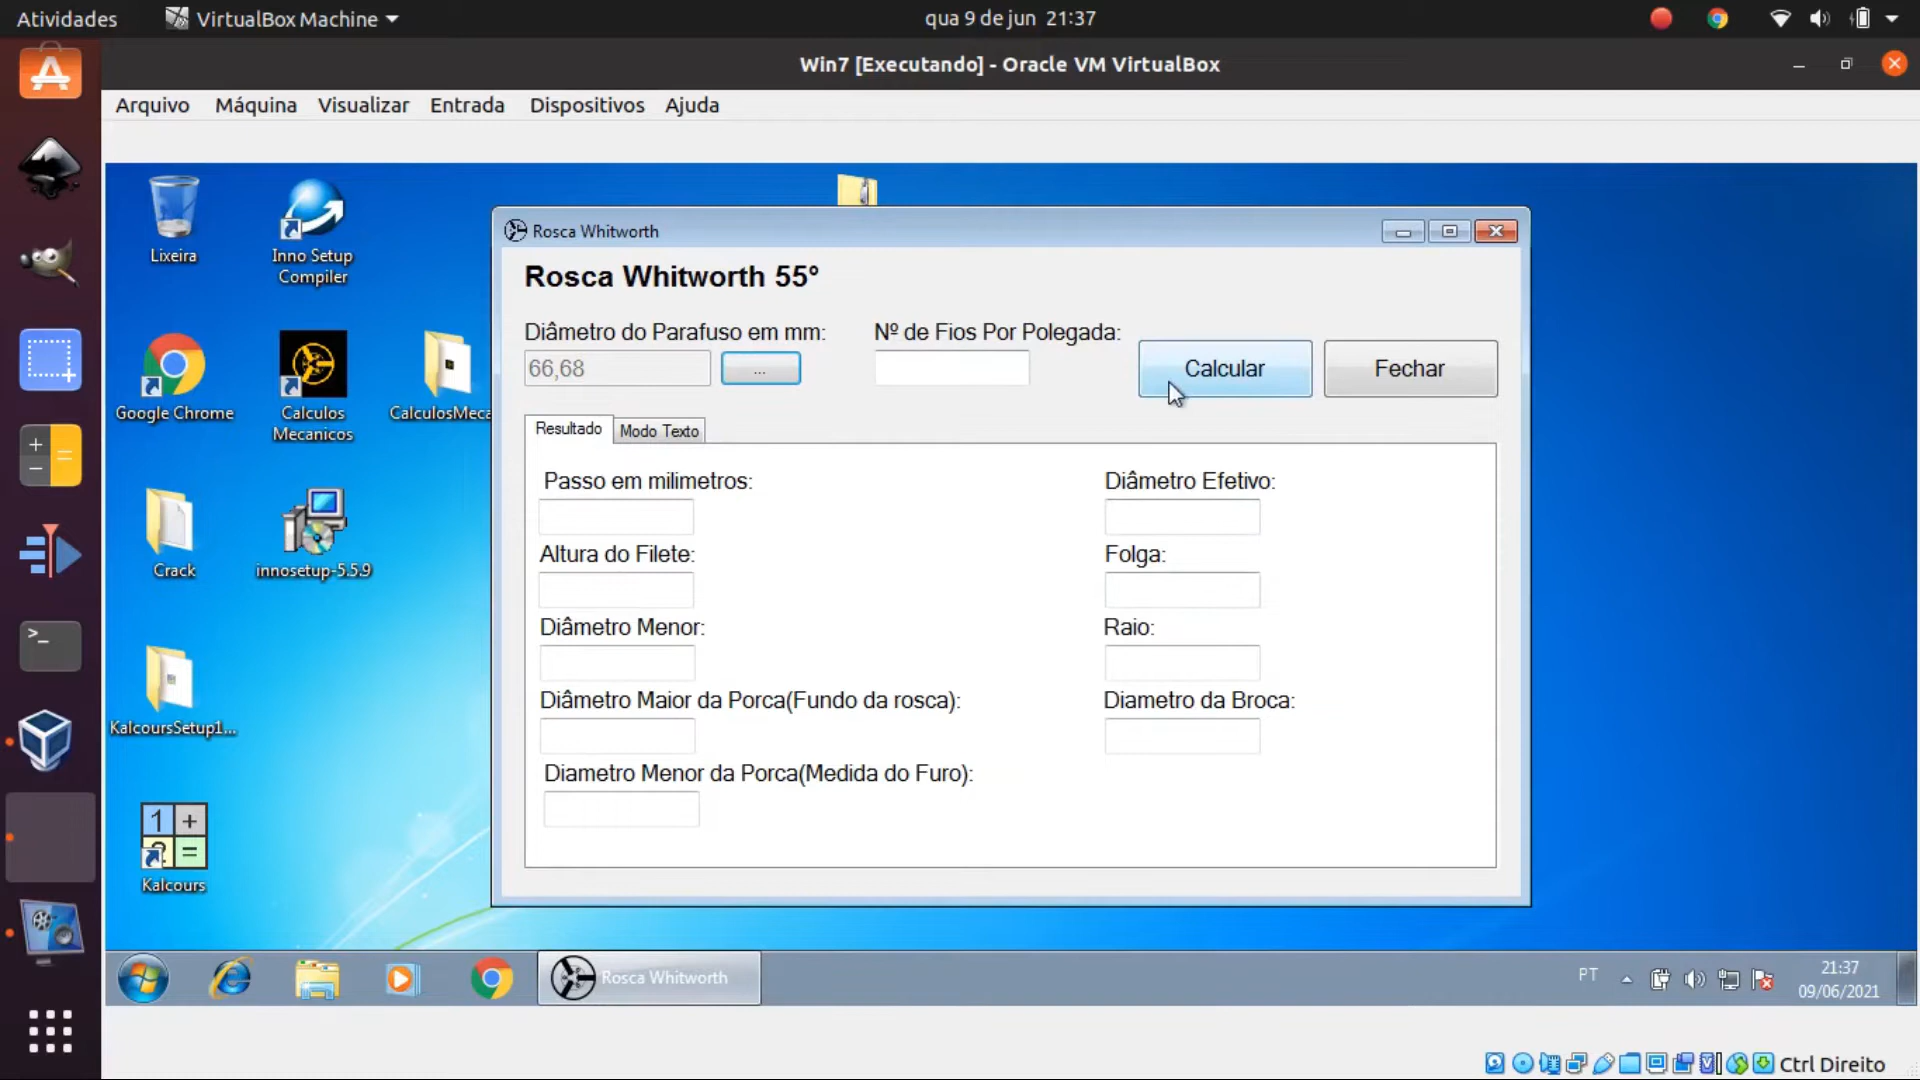 Atividades
VirtualBox Machine
qua 9 de jun 21:37
Win7 [Executando] - Oracle VM VirtualBox
Arquivo Máquina Visualizar Entrada Dispositivos Ajuda
Lixeira
Inno Setup
Compiler
Google Chrome
Calculos
Mecanicos
CalculosMeca
Crack
innosetup-5.5.9
KalcoursSetup1...
Kalcours
Rosca Whitworth
Rosca Whitworth 55°
Diâmetro do Parafuso em mm:
Nº de Fios Por Polegada:
66,68
...
Calcular
Fechar
Resultado
Modo Texto
Passo em milimetros:
Diâmetro Efetivo:
Altura do Filete:
Folga:
Diâmetro Menor:
Raio:
Diâmetro Maior da Porca(Fundo da rosca):
Diametro da Broca:
Diametro Menor da Porca(Medida do Furo):
Rosca Whitworth
PT
21:37
09/06/2021
Ctrl Direito